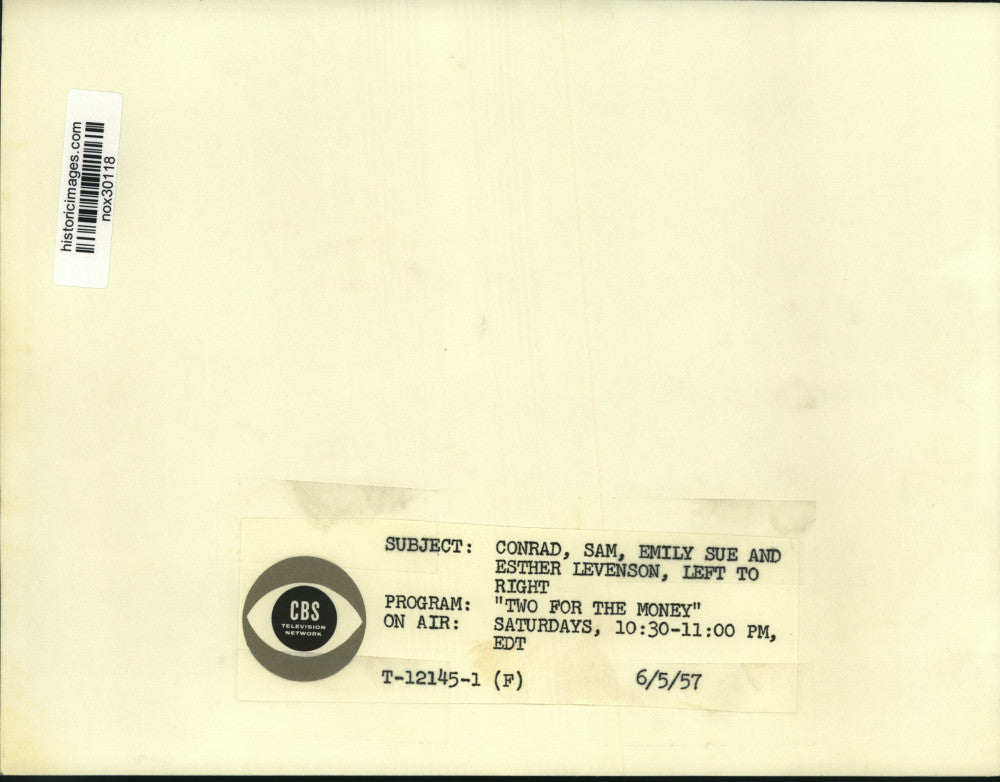 historicimages.com
nox30118
SUBJECT: CONRAD, SAM, EMILY SUE AND
ESTHER LEVENSON, LEFT TO
RIGHT
PROGRAM: "TWO FOR THE MONEY"
ON AIR: SATURDAYS, 10:30-11:00 PM,
EDT
T-12145-1 (F) 6/5/57
CBS
TELEVISION
NETWORK